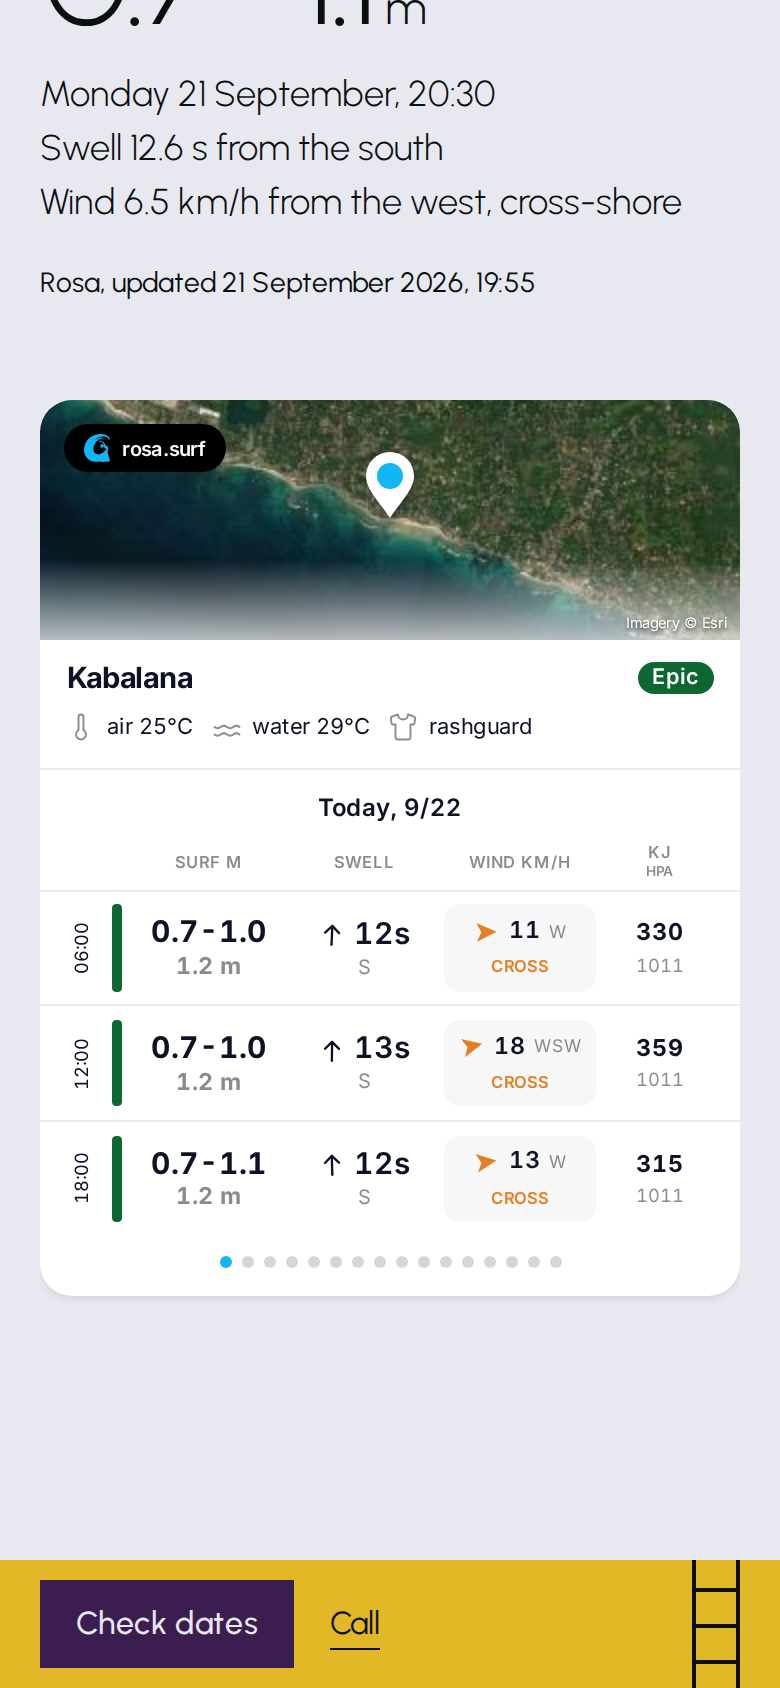 Monday 21 September, 20:30
Swell 12.6 s from the south
Wind 6.5 km/h from the west, cross-shore
Rosa, updated 21 September 2026, 19:55
rosa.surf
Imagery © Esri
Kabalana
Epic
air 25°C water 29°C rashguard
Today, 9/22
SURF M SWELL WIND KM/H KJ
HPA
06:00 0.7-1.0 12s 11 W 330
1.2 m S CROSS 1011
12:00 0.7-1.0 13s 18 WSW 359
1.2 m S CROSS 1011
18:00 0.7-1.1 12s 13 W 315
1.2 m S CROSS 1011
Check dates Call